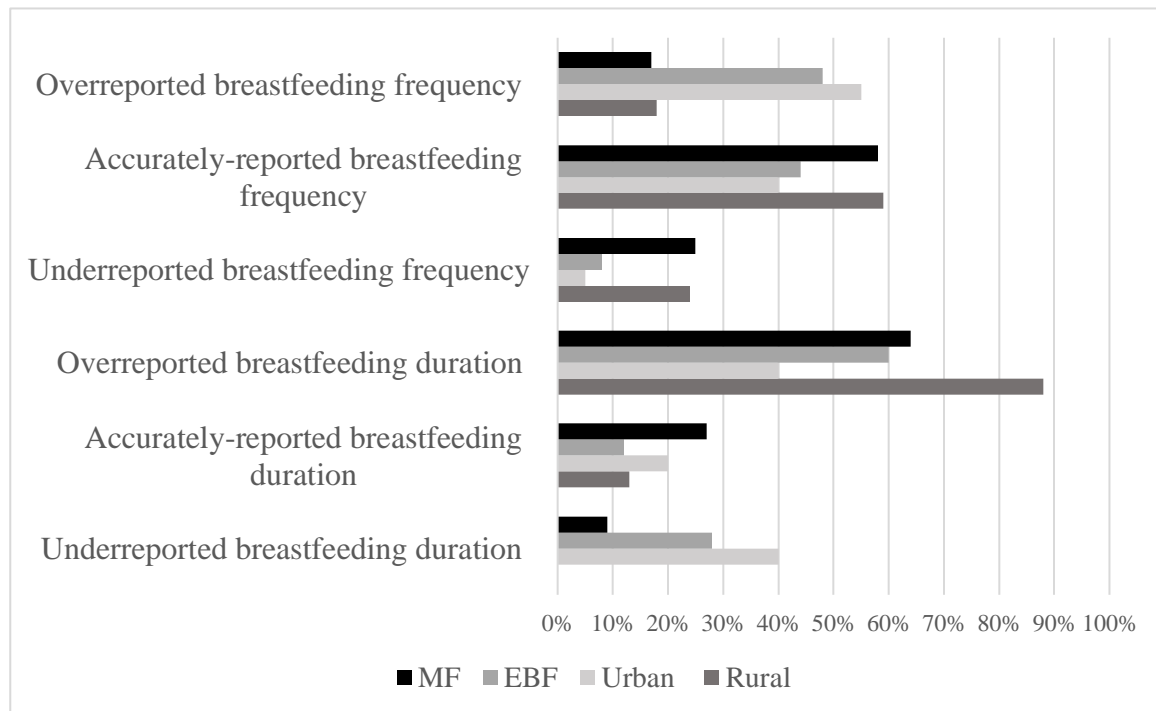 Overreported breastfeeding frequency
Accurately-reported breastfeeding
frequency
Underreported breastfeeding frequency
Overreported breastfeeding duration
Accurately-reported breastfeeding
duration
Underreported breastfeeding duration
0% 10% 20% 30% 40% 50% 60% 70% 80% 90% 100%
MF EBF Urban Rural